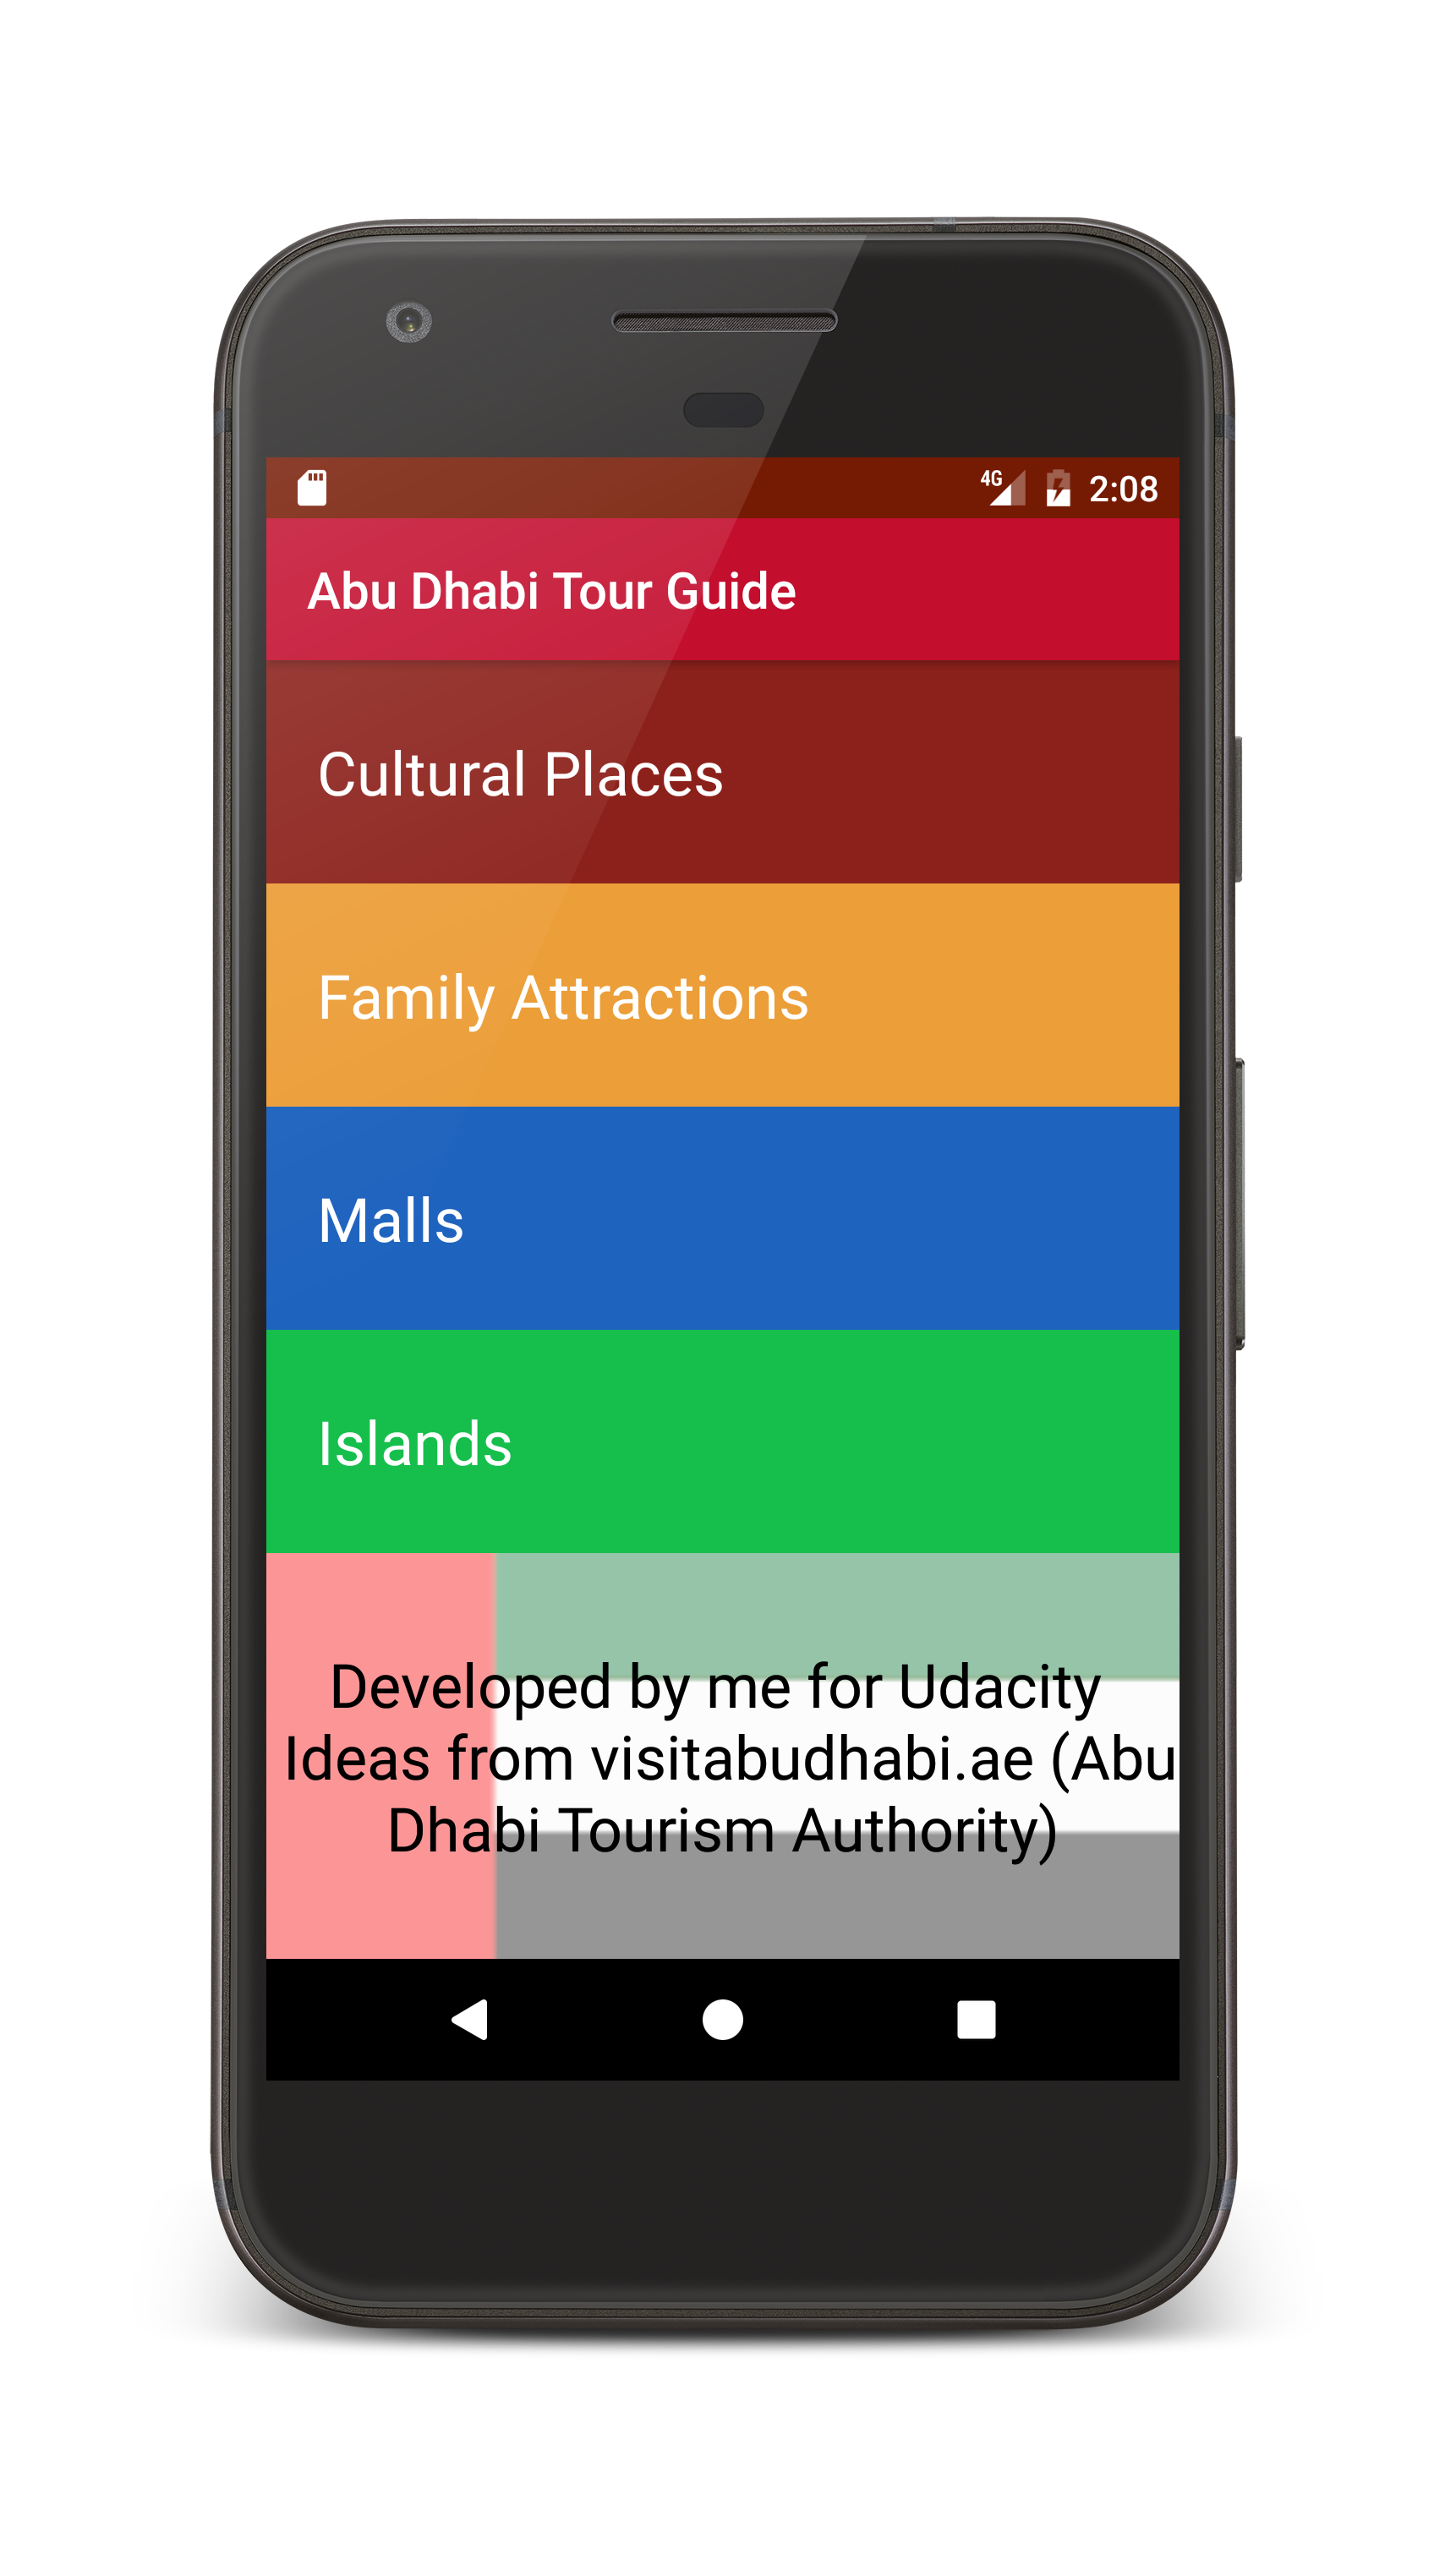 4G 2:08
Abu Dhabi Tour Guide
Cultural Places
Family Attractions
Malls
Islands
Developed by me for Udacity
Ideas from visitabudhabi.ae (Abu
Dhabi Tourism Authority)